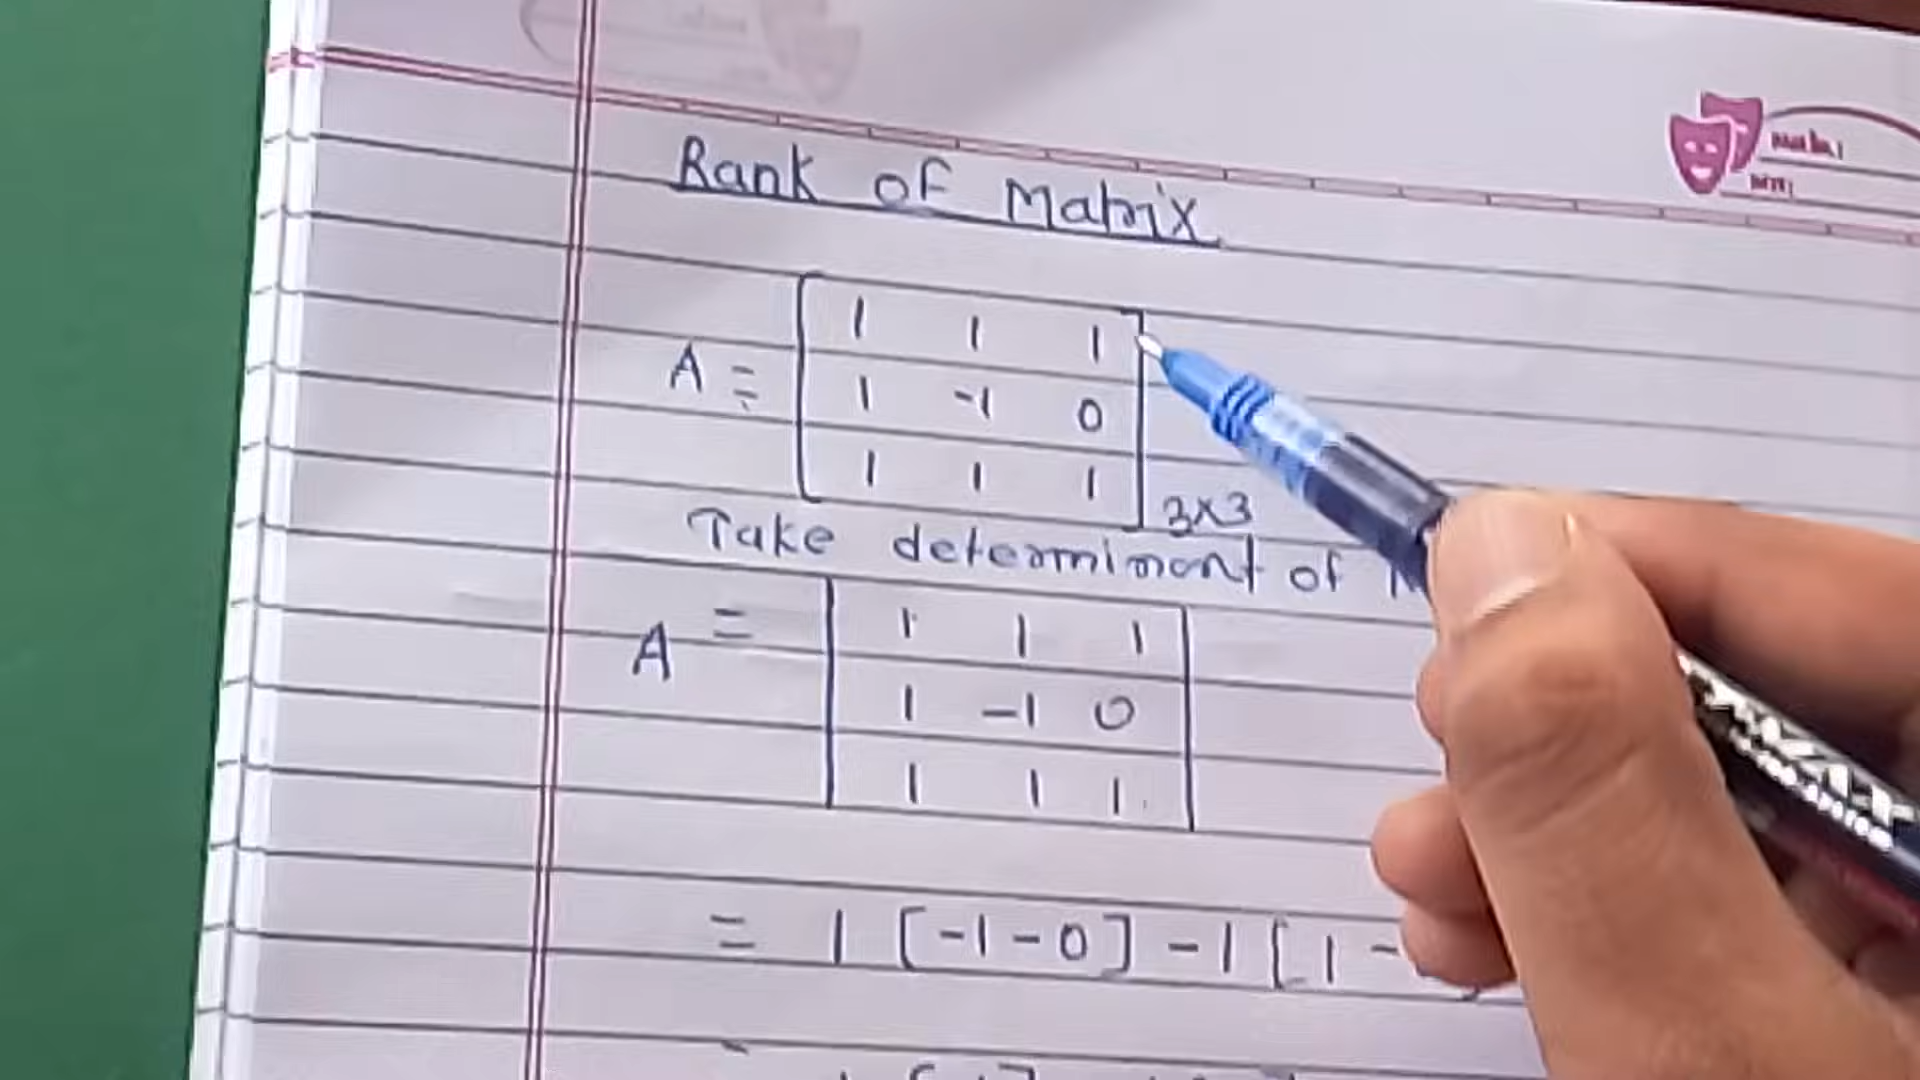 Rank of Matrix
A = [ 1 1 1
1 -1 0
1 1 1 ] 3x3
Take determinant of
A = | 1 1 1 |
| 1 -1 0 |
| 1 1 1 |
= 1 [-1-0] -1 [1 -